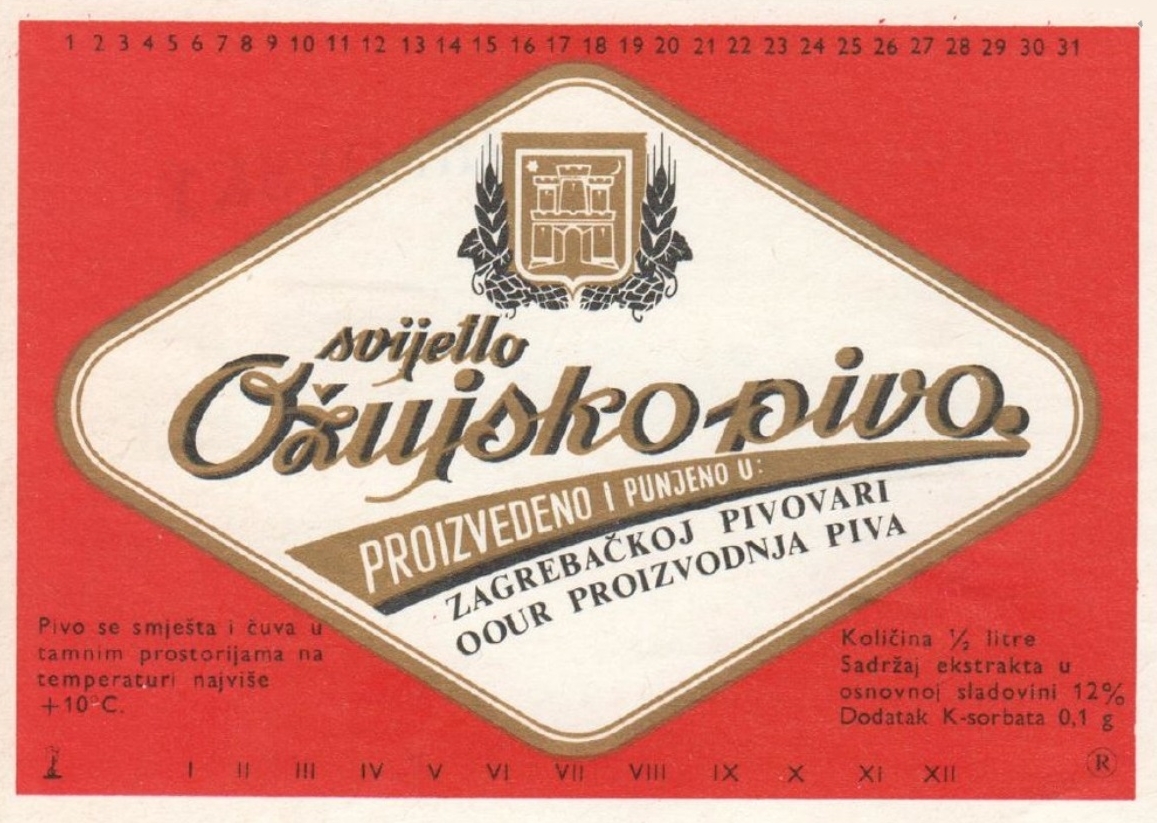 1 2 3 4 5 6 7 8 9 10 11 12 13 14 15 16 17 18 19 20 21 22 23 24 25 26 27 28 29 30 31
svijetlo
Ožujsko pivo.
PROIZVEDENO I PUNJENO U:
ZAGREBAČKOJ PIVOVARI
OOUR PROIZVODNJA PIVA
Pivo se smješta i čuva u
tamnim prostorijama na
temperaturi najviše
+10°C.
Količina ½ litre
Sadržaj ekstrakta u
osnovnoj sladovini 12%
Dodatak K-sorbata 0,1 g
I II III IV V VI VII VIII IX X XI XII
®